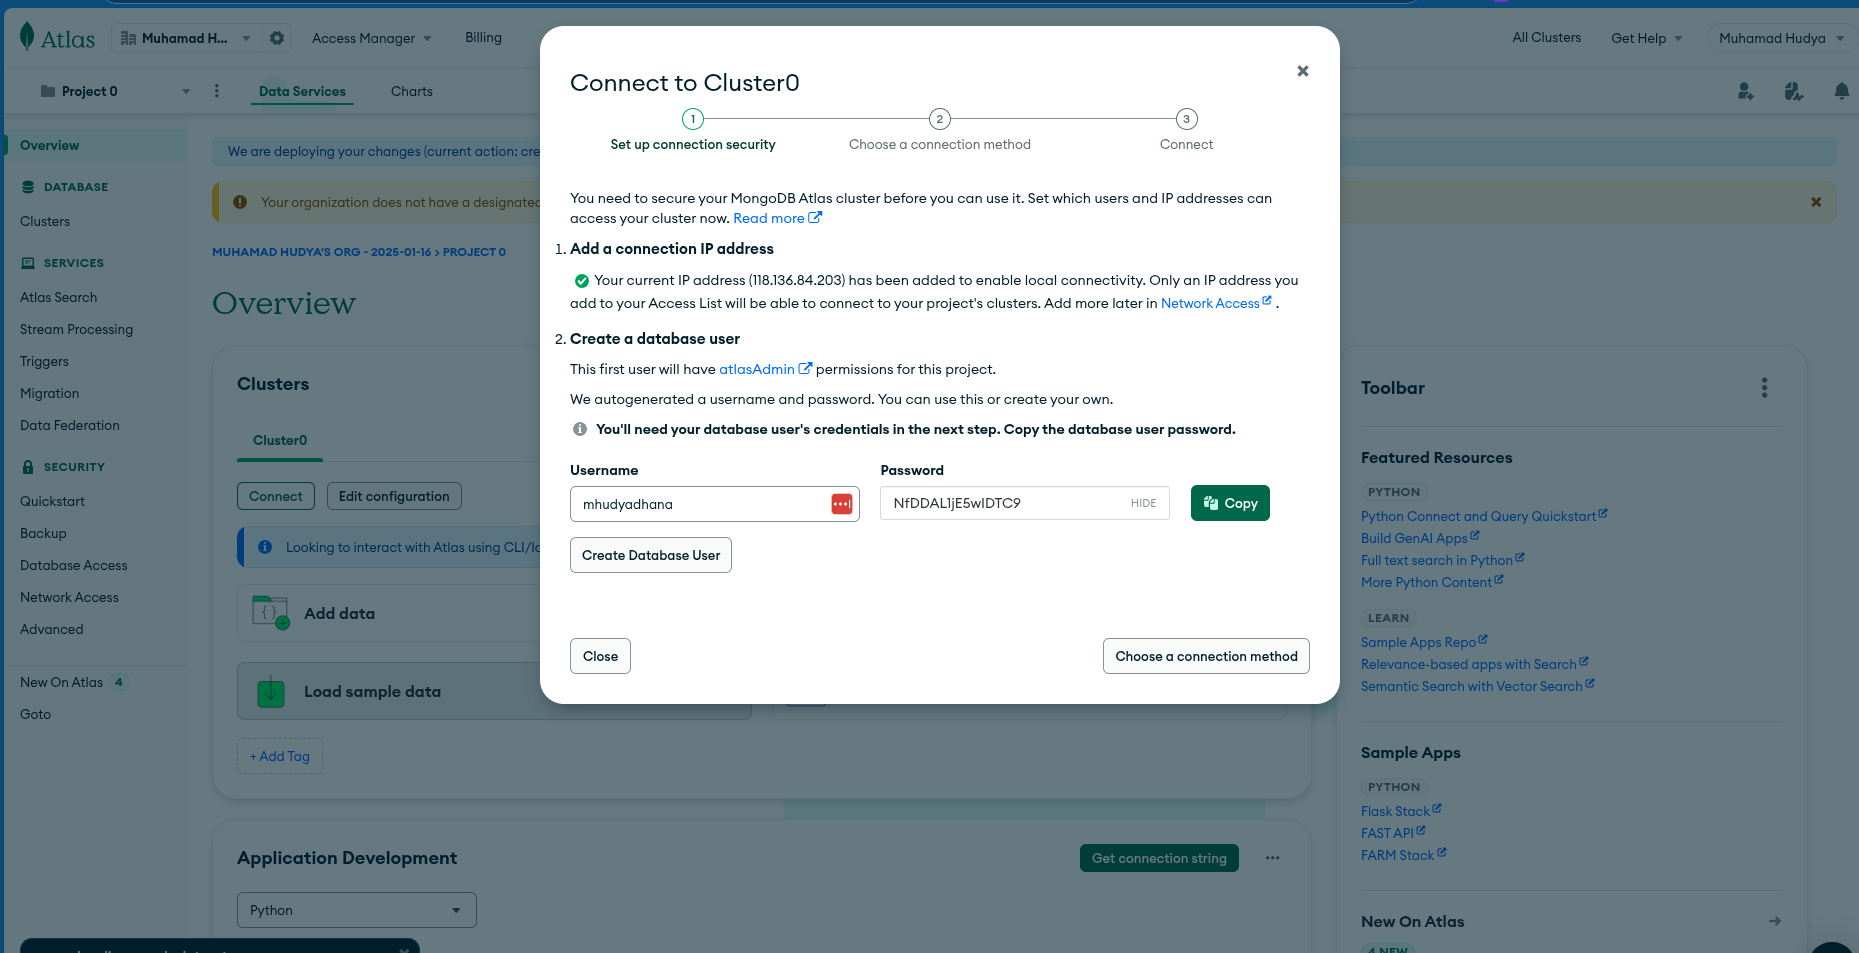 Atlas
Muhamad H...
Access Manager
Billing
All Clusters
Get Help
Muhamad Hudya
Project 0
Data Services
Charts
Overview
DATABASE
Clusters
SERVICES
Atlas Search
Stream Processing
Triggers
Migration
Data Federation
SECURITY
Quickstart
Backup
Database Access
Network Access
Advanced
New On Atlas 4
Goto
We are deploying your changes (current action: cre
Your organization does not have a designated
MUHAMAD HUDYA'S ORG - 2025-01-16 > PROJECT 0
Overview
Clusters
Cluster0
Connect
Edit configuration
Looking to interact with Atlas using CLI/
Add data
Load sample data
+ Add Tag
Application Development
Get connection string
Python
Connect to Cluster0
1
2
3
Set up connection security
Choose a connection method
Connect
You need to secure your MongoDB Atlas cluster before you can use it. Set which users and IP addresses can
access your cluster now. Read more
1. Add a connection IP address
Your current IP address (118.136.84.203) has been added to enable local connectivity. Only an IP address you
add to your Access List will be able to connect to your project's clusters. Add more later in Network Access .
2. Create a database user
This first user will have atlasAdmin permissions for this project.
We autogenerated a username and password. You can use this or create your own.
You'll need your database user's credentials in the next step. Copy the database user password.
Username
Password
mhudyadhana
NfDDAL1jE5wIDTC9
HIDE
Copy
Create Database User
Close
Choose a connection method
Toolbar
Featured Resources
PYTHON
Python Connect and Query Quickstart
Build GenAI Apps
Full text search in Python
More Python Content
LEARN
Sample Apps Repo
Relevance-based apps with Search
Semantic Search with Vector Search
Sample Apps
PYTHON
Flask Stack
FAST API
FARM Stack
New On Atlas
4 NEW